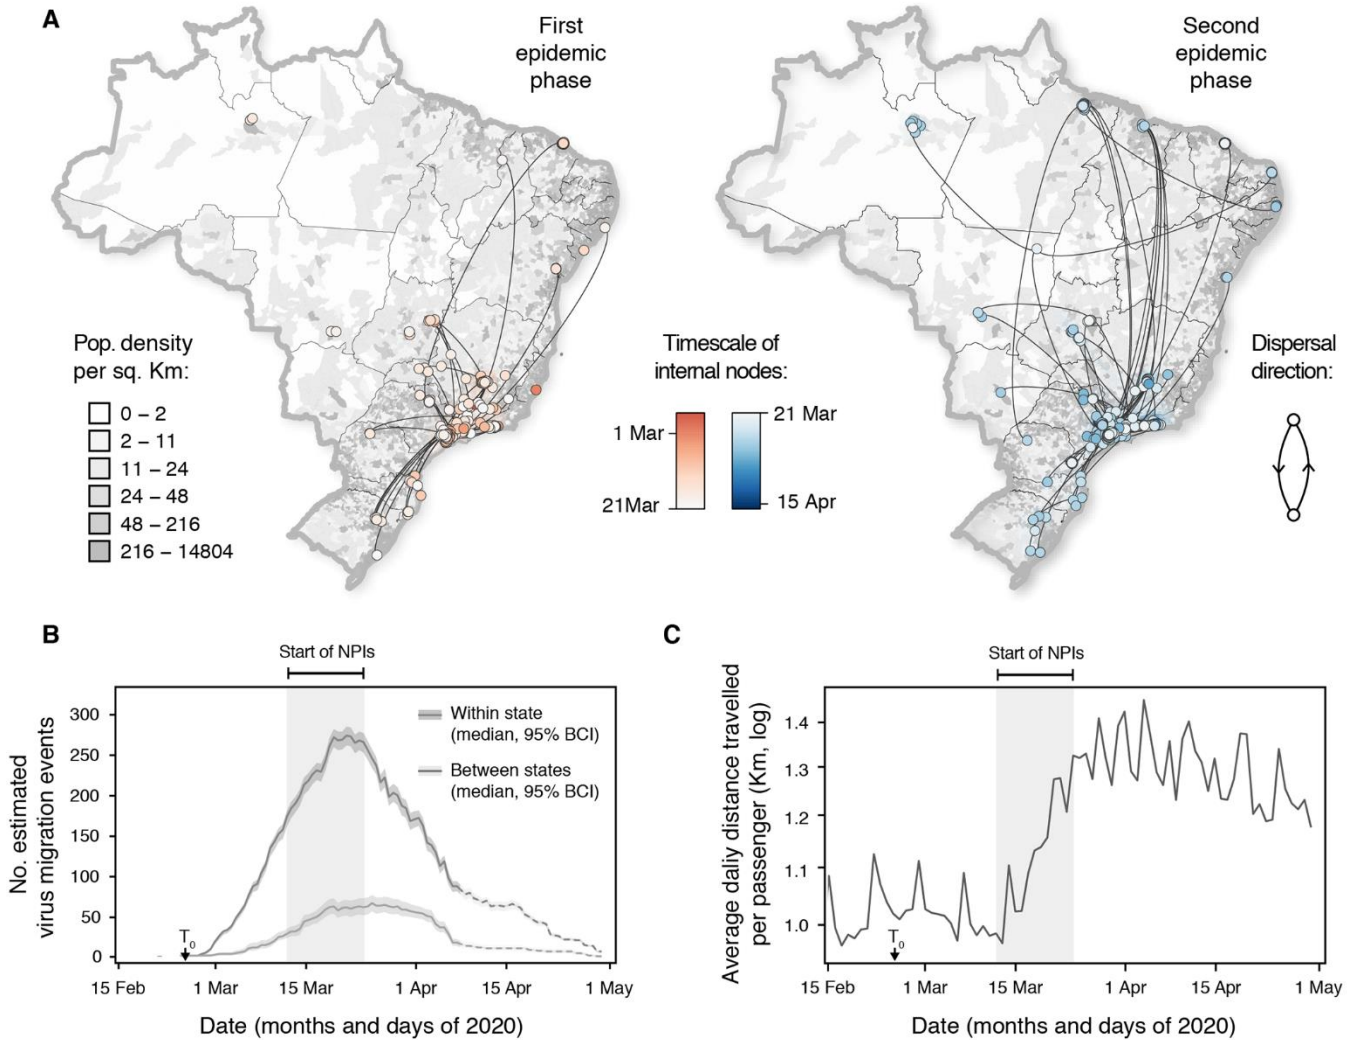 A
First
epidemic
phase
Second
epidemic
phase
Pop. density
per sq. Km:
0 – 2
2 – 11
11 – 24
24 – 48
48 – 216
216 – 14804
Timescale of
internal nodes:
1 Mar
21Mar
21 Mar
15 Apr
Dispersal
direction:
B
Start of NPIs
No. estimated
virus migration events
300
250
200
150
100
50
0
Within state
(median, 95% BCI)
Between states
(median, 95% BCI)
T0
15 Feb
1 Mar
15 Mar
1 Apr
15 Apr
1 May
Date (months and days of 2020)
C
Start of NPIs
Average daliy distance travelled
per passenger (Km, log)
1.4
1.3
1.2
1.1
1.0
T0
15 Feb
1 Mar
15 Mar
1 Apr
15 Apr
1 May
Date (months and days of 2020)